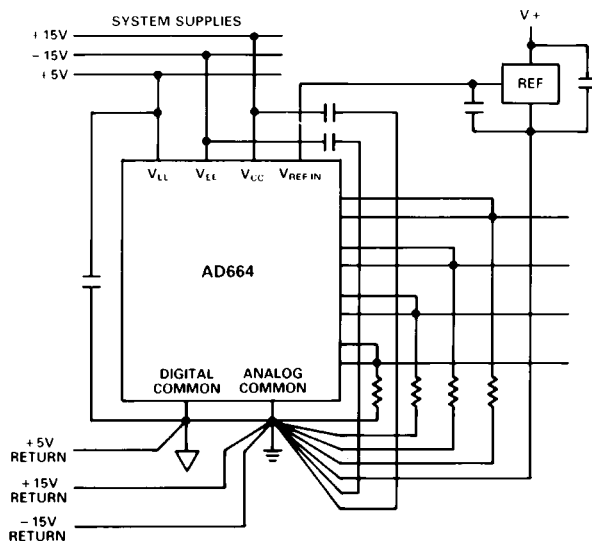 SYSTEM SUPPLIES
+ 15V
– 15V
+ 5V
V+
REF
VLL
VEE
VCC
VREF IN
AD664
DIGITAL COMMON
ANALOG COMMON
+ 5V
RETURN
+ 15V
RETURN
– 15V
RETURN